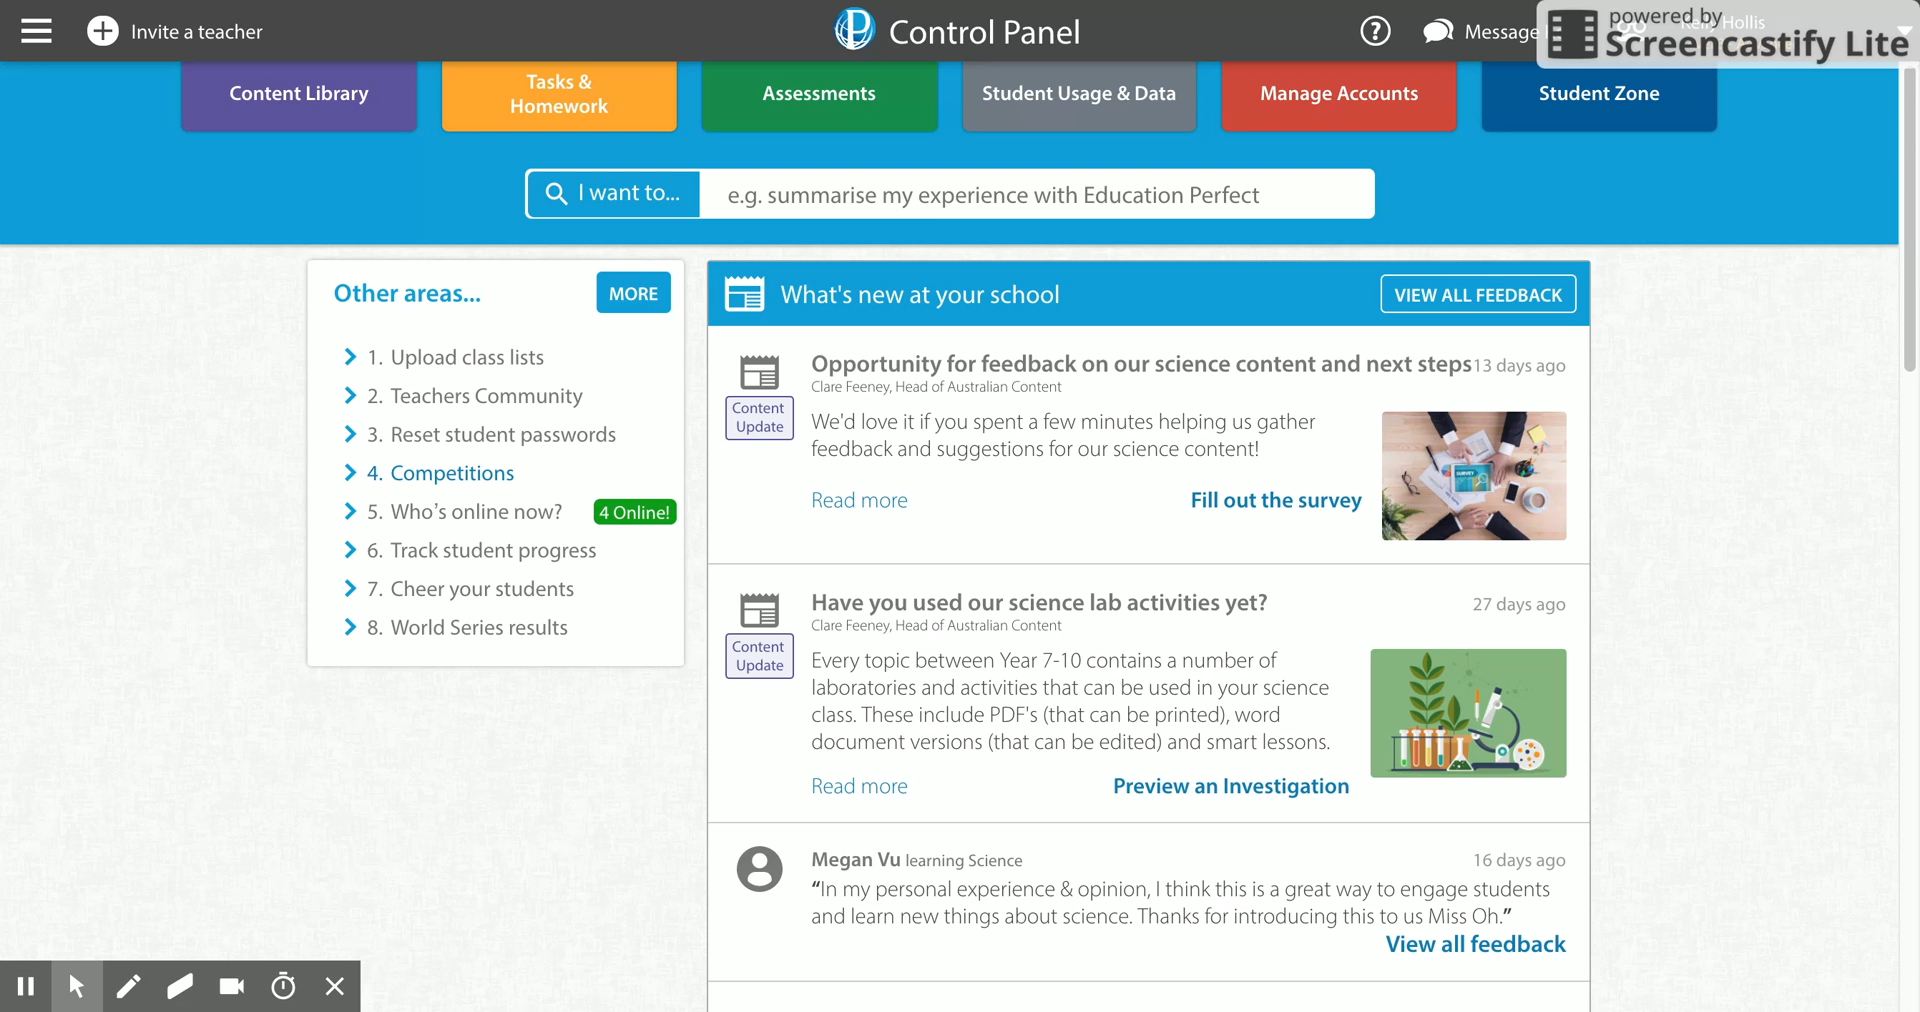 Invite a teacher
Control Panel
Message
Kelly Hollis
powered by
Screencastify Lite
Content Library
Tasks &
Homework
Assessments
Student Usage & Data
Manage Accounts
Student Zone
I want to...
e.g. summarise my experience with Education Perfect
Other areas...
MORE
1. Upload class lists
2. Teachers Community
3. Reset student passwords
4. Competitions
5. Who's online now?
4 Online!
6. Track student progress
7. Cheer your students
8. World Series results
What's new at your school
VIEW ALL FEEDBACK
Opportunity for feedback on our science content and next steps
13 days ago
Clare Feeney, Head of Australian Content
Content
Update
We'd love it if you spent a few minutes helping us gather
feedback and suggestions for our science content!
Read more
Fill out the survey
SURVEY
Have you used our science lab activities yet?
27 days ago
Clare Feeney, Head of Australian Content
Content
Update
Every topic between Year 7-10 contains a number of
laboratories and activities that can be used in your science
class. These include PDF's (that can be printed), word
document versions (that can be edited) and smart lessons.
Read more
Preview an Investigation
Megan Vu learning Science
16 days ago
“In my personal experience & opinion, I think this is a great way to engage students
and learn new things about science. Thanks for introducing this to us Miss Oh.”
View all feedback